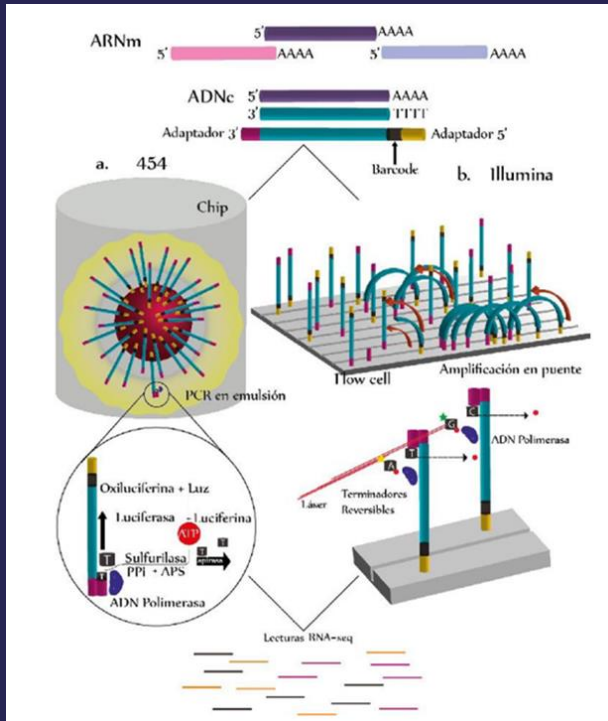 ARNm
5' AAAA
5' AAAA
5' AAAA
ADNc
5' AAAA
3' TTTT
Adaptador 3' Adaptador 5'
Barcode
a. 454
b. Illumina
Chip
PCR en emulsión
Flow cell
Amplificación en puente
Oxiluciferina + Luz
Luciferasa
Luciferina
ATP
T
T
T
Sulfurilasa
T
apirasa
PPi + APS
ADN Polimerasa
C
G
ADN Polimerasa
T
A
Láser
Terminadores
Reversibles
Lecturas RNA-seq